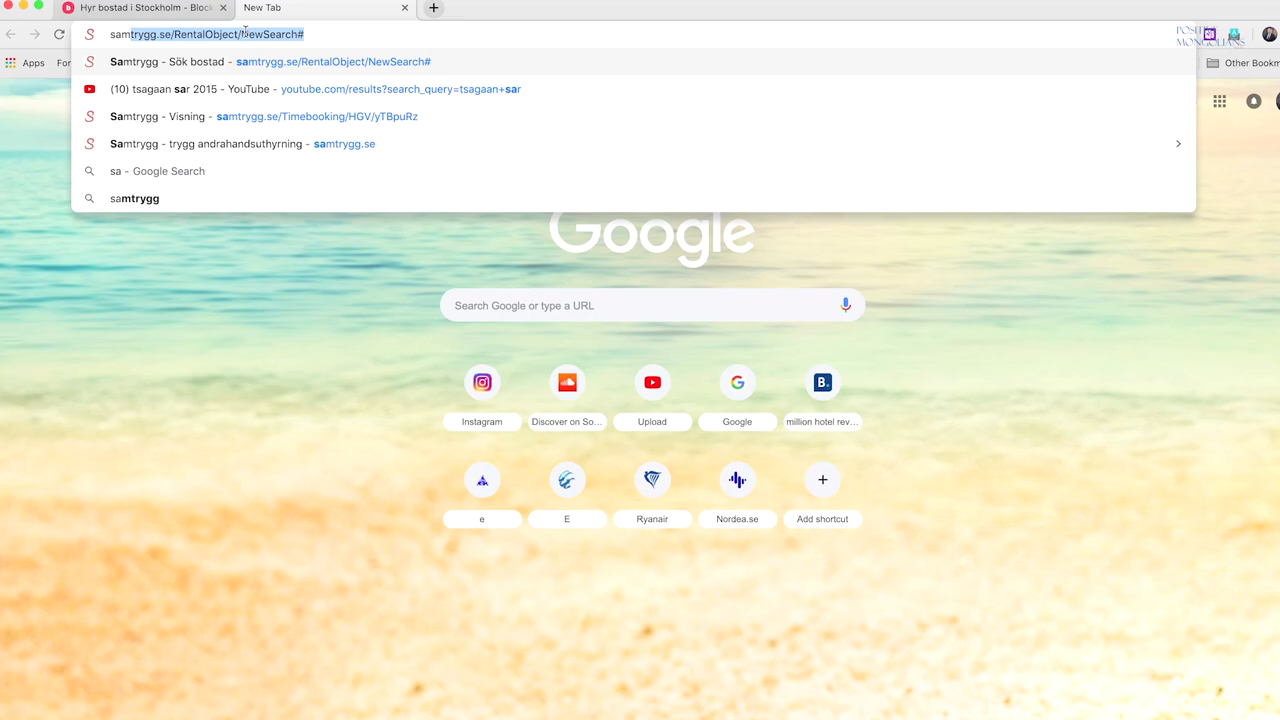 Hyr bostad i Stockholm - Block
New Tab
samtrygg.se/RentalObject/NewSearch#
POSITIVE
MONGOLIANS
Apps
For
Other Bookm
Samtrygg - Sök bostad - samtrygg.se/RentalObject/NewSearch#
(10) tsagaan sar 2015 - YouTube - youtube.com/results?search_query=tsagaan+sar
Samtrygg - Visning - samtrygg.se/Timebooking/HGV/yTBpuRz
Samtrygg - trygg andrahandsuthyrning - samtrygg.se
sa - Google Search
samtrygg
Google
Search Google or type a URL
Instagram
Discover on So...
Upload
Google
B.
million hotel rev...
e
E
Ryanair
Nordea.se
Add shortcut